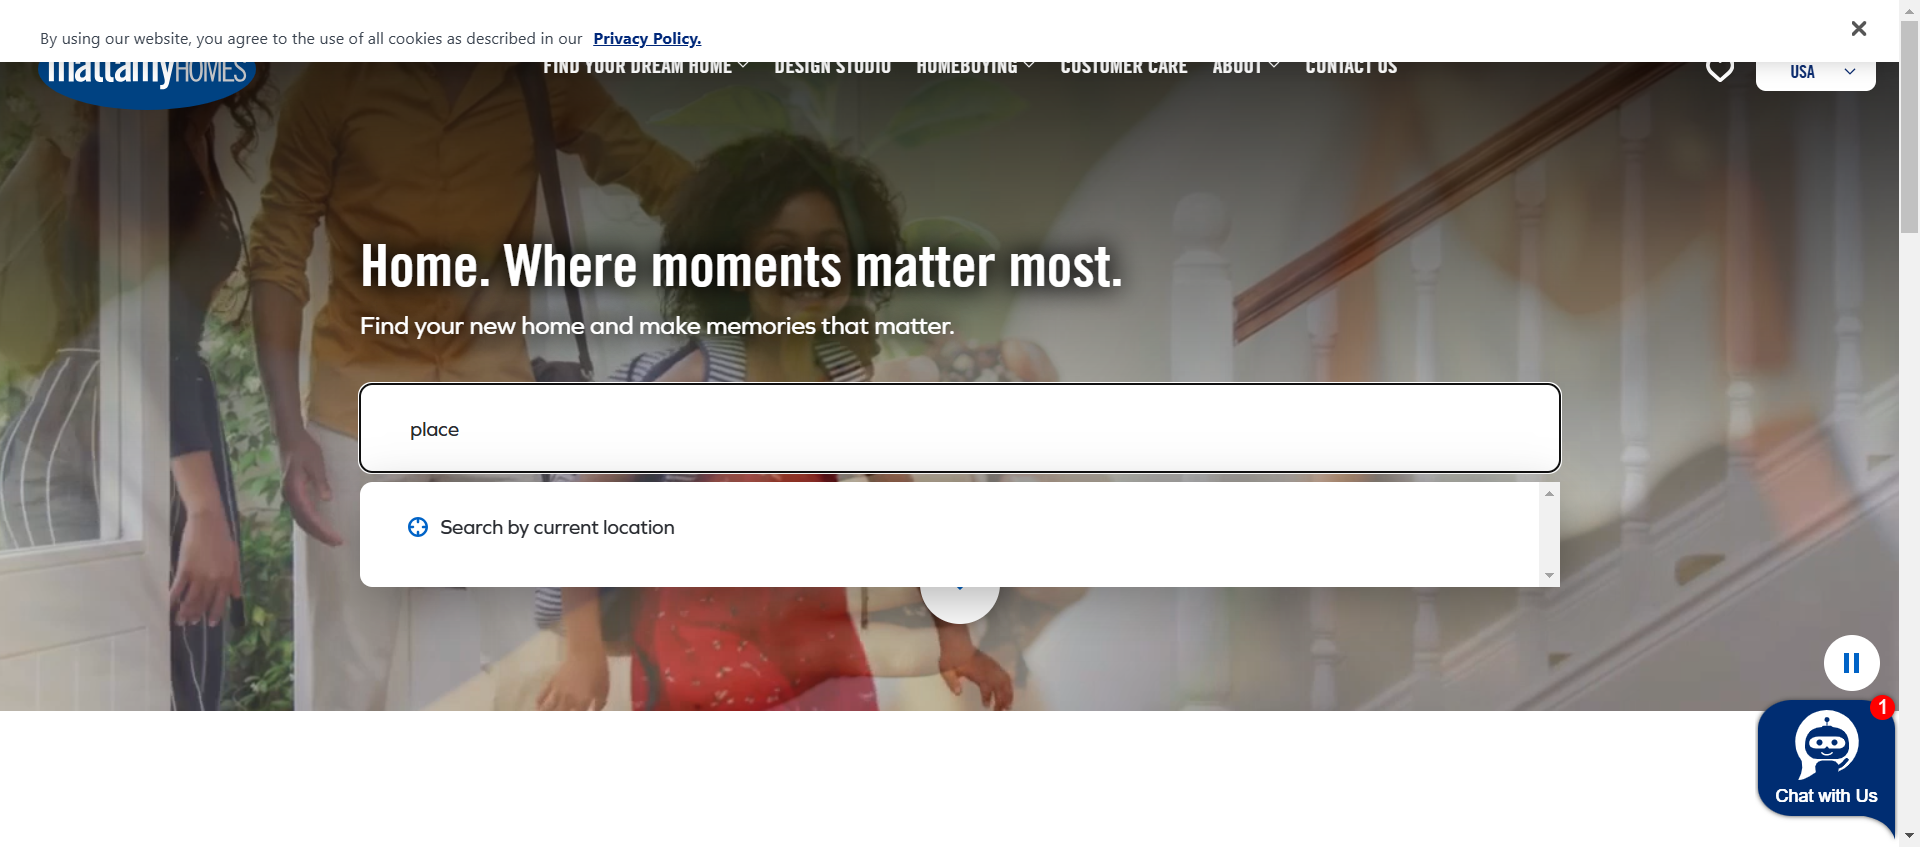 By using our website, you agree to the use of all cookies as described in our Privacy Policy.
mattamyHOMES
FIND YOUR DREAM HOME
DESIGN STUDIO
HOMEBUYING
CUSTOMER CARE
ABOUT
CONTACT US
USA
Home. Where moments matter most.
Find your new home and make memories that matter.
place
Search by current location
1
Chat with Us